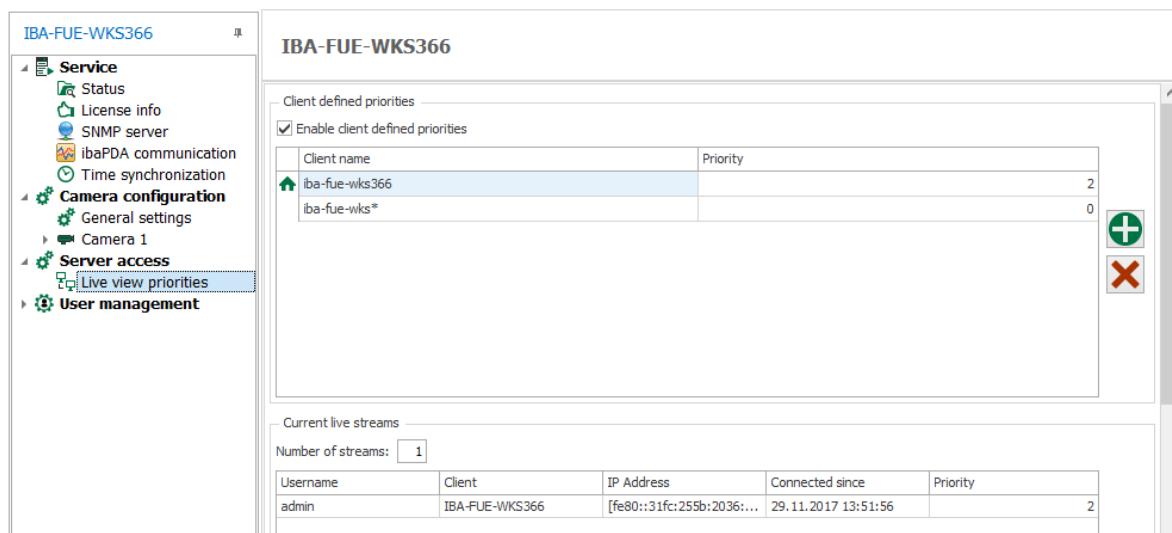 IBA-FUE-WKS366
Service
Status
License info
SNMP server
ibaPDA communication
Time synchronization
Camera configuration
General settings
Camera 1
Server access
Live view priorities
User management
IBA-FUE-WKS366
Client defined priorities
Enable client defined priorities
Client name Priority
iba-fue-wks366 2
iba-fue-wks* 0
Current live streams
Number of streams: 1
Username Client IP Address Connected since Priority
admin IBA-FUE-WKS366 [fe80::31fc:255b:2036:... 29.11.2017 13:51:56 2